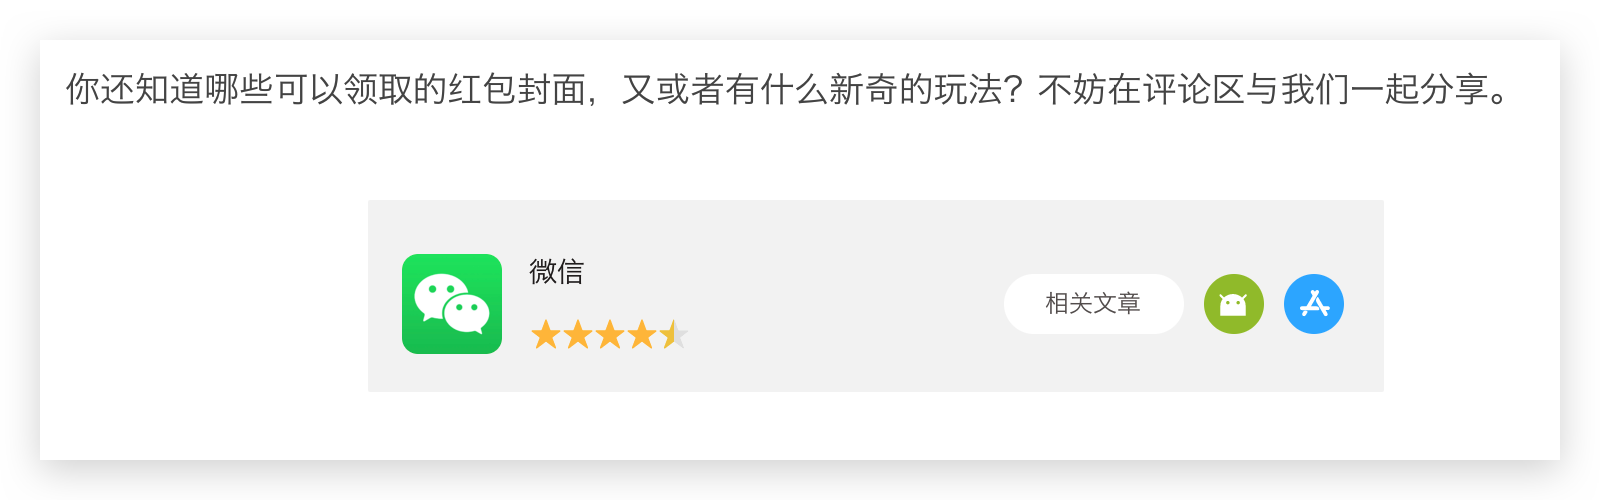 你还知道哪些可以领取的红包封面，又或者有什么新奇的玩法？不妨在评论区与我们一起分享。
微信
相关文章